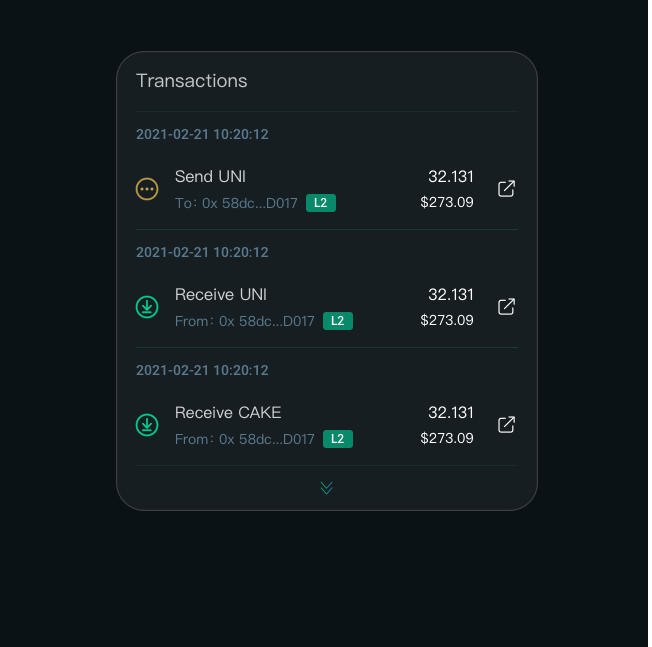 Transactions
2021-02-21 10:20:12
Send UNI 32.131
To: 0x 58dc...D017 L2 $273.09
2021-02-21 10:20:12
Receive UNI 32.131
From: 0x 58dc...D017 L2 $273.09
2021-02-21 10:20:12
Receive CAKE 32.131
From: 0x 58dc...D017 L2 $273.09